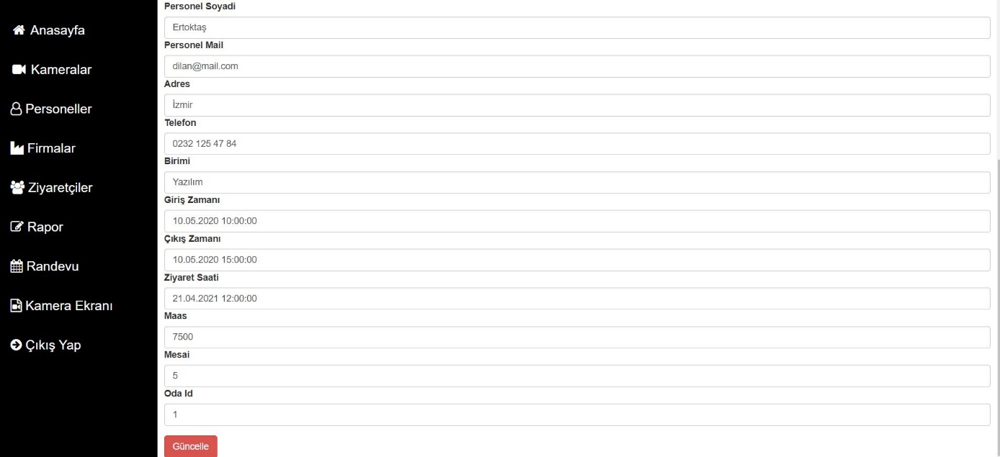 Anasayfa
Kameralar
Personeller
Firmalar
Ziyaretçiler
Rapor
Randevu
Kamera Ekranı
Çıkış Yap
Personel Soyadi
Ertoktaş
Personel Mail
dilan@mail.com
Adres
İzmir
Telefon
0232 125 47 84
Birimi
Yazılım
Giriş Zamanı
10.05.2020 10:00:00
Çıkış Zamanı
10.05.2020 15:00:00
Ziyaret Saati
21.04.2021 12:00:00
Maas
7500
Mesai
5
Oda Id
1
Güncelle